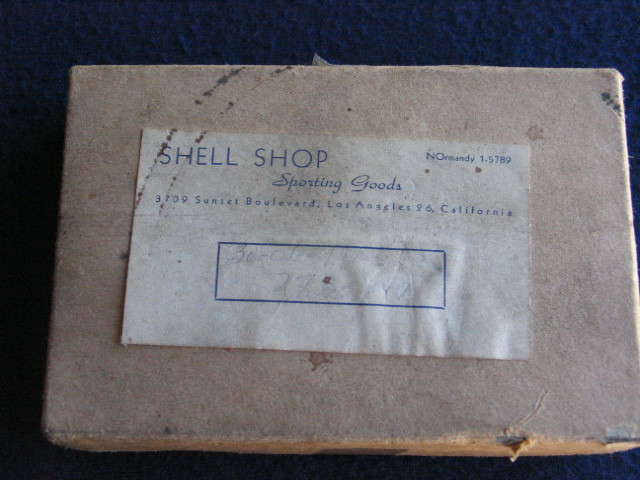 SHELL SHOP
NOrmandy 1-5789
Sporting Goods
3709 Sunset Boulevard, Los Angeles 26, California